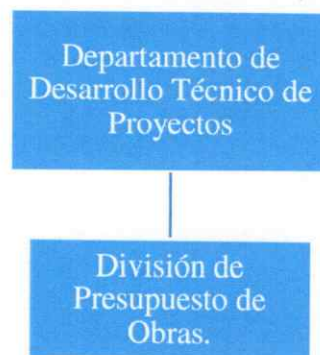 Departamento de
Desarrollo Técnico de
Proyectos
División de
Presupuesto de
Obras.